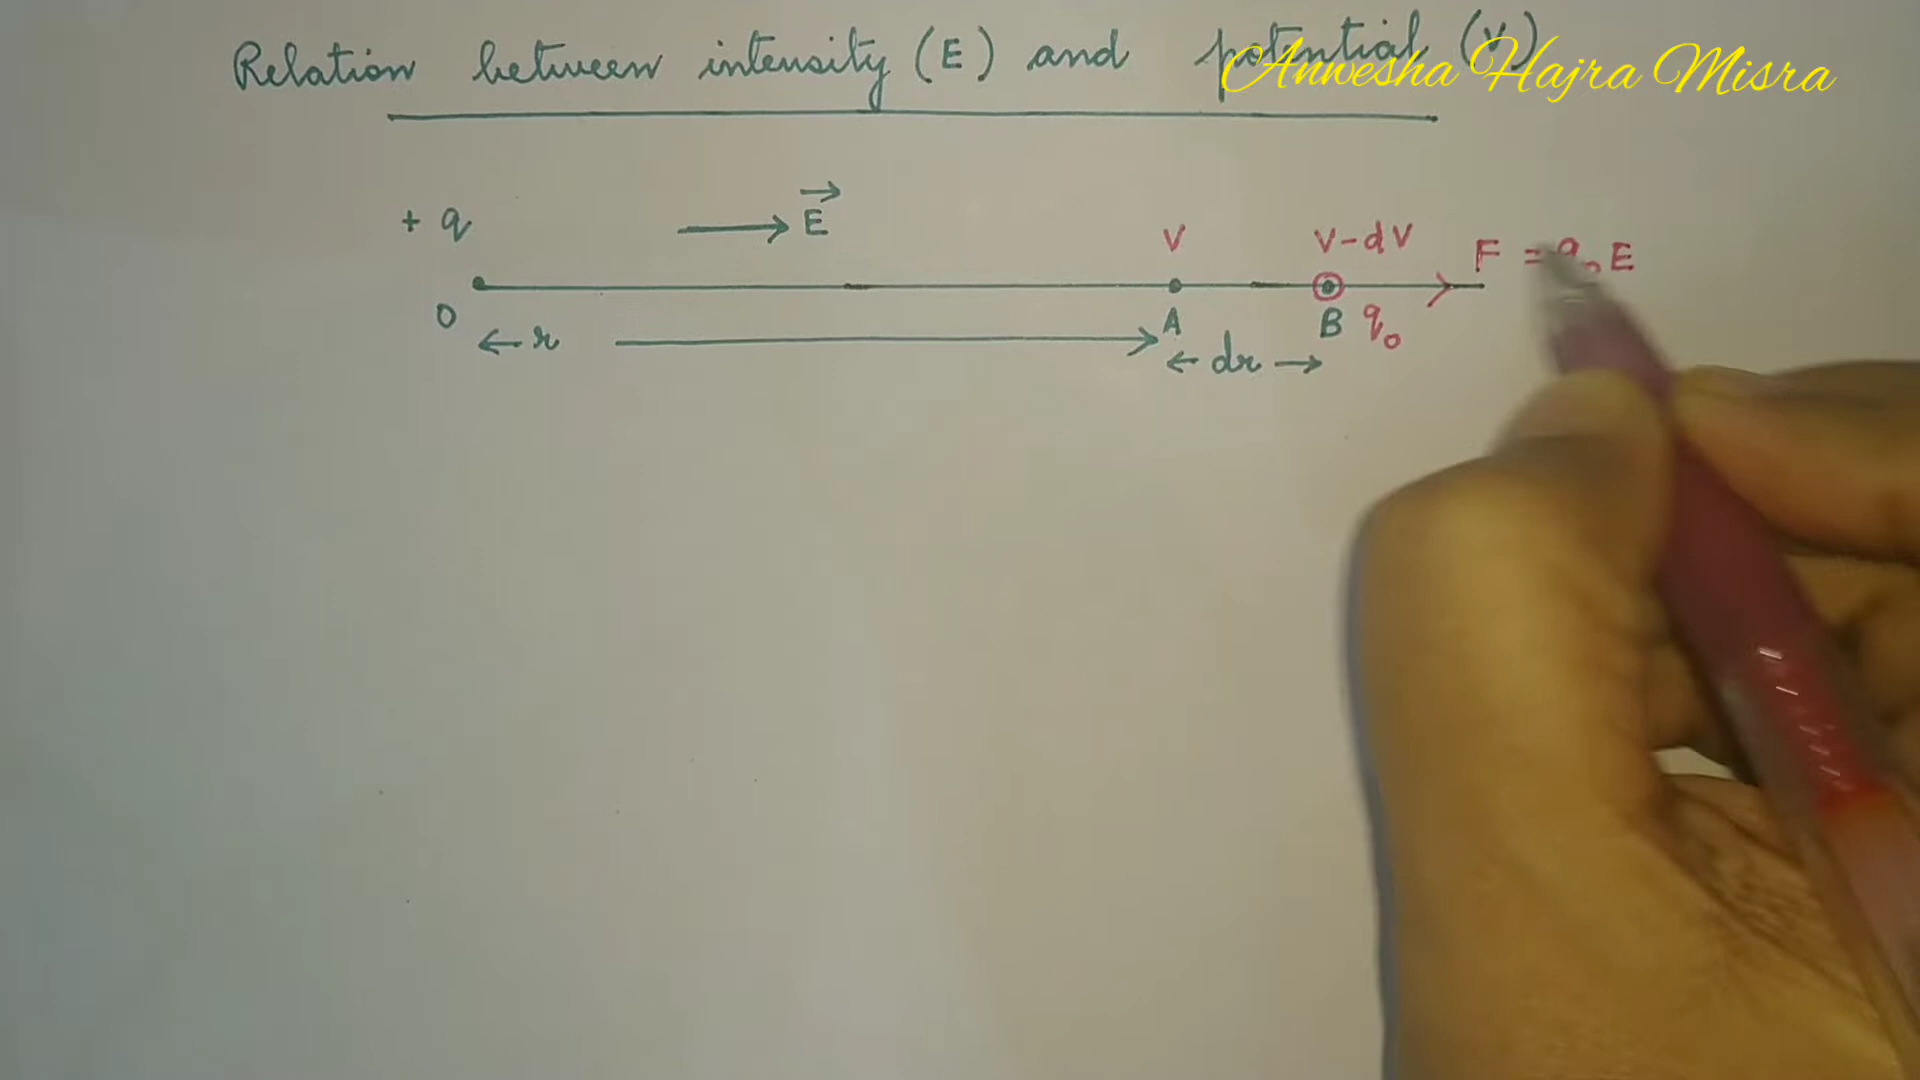 Relation between intensity (E) and potential (V)
Anwesha Hajra Misra
+ q
→ E
V
V-dV
F = q₀E
O
A
B
q₀
← r →
← dr →